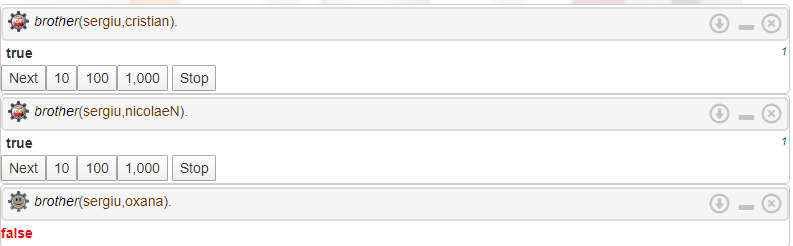 brother(sergiu,cristian).
true 1
Next 10 100 1,000 Stop
brother(sergiu,nicolaeN).
true 1
Next 10 100 1,000 Stop
brother(sergiu,oxana).
false